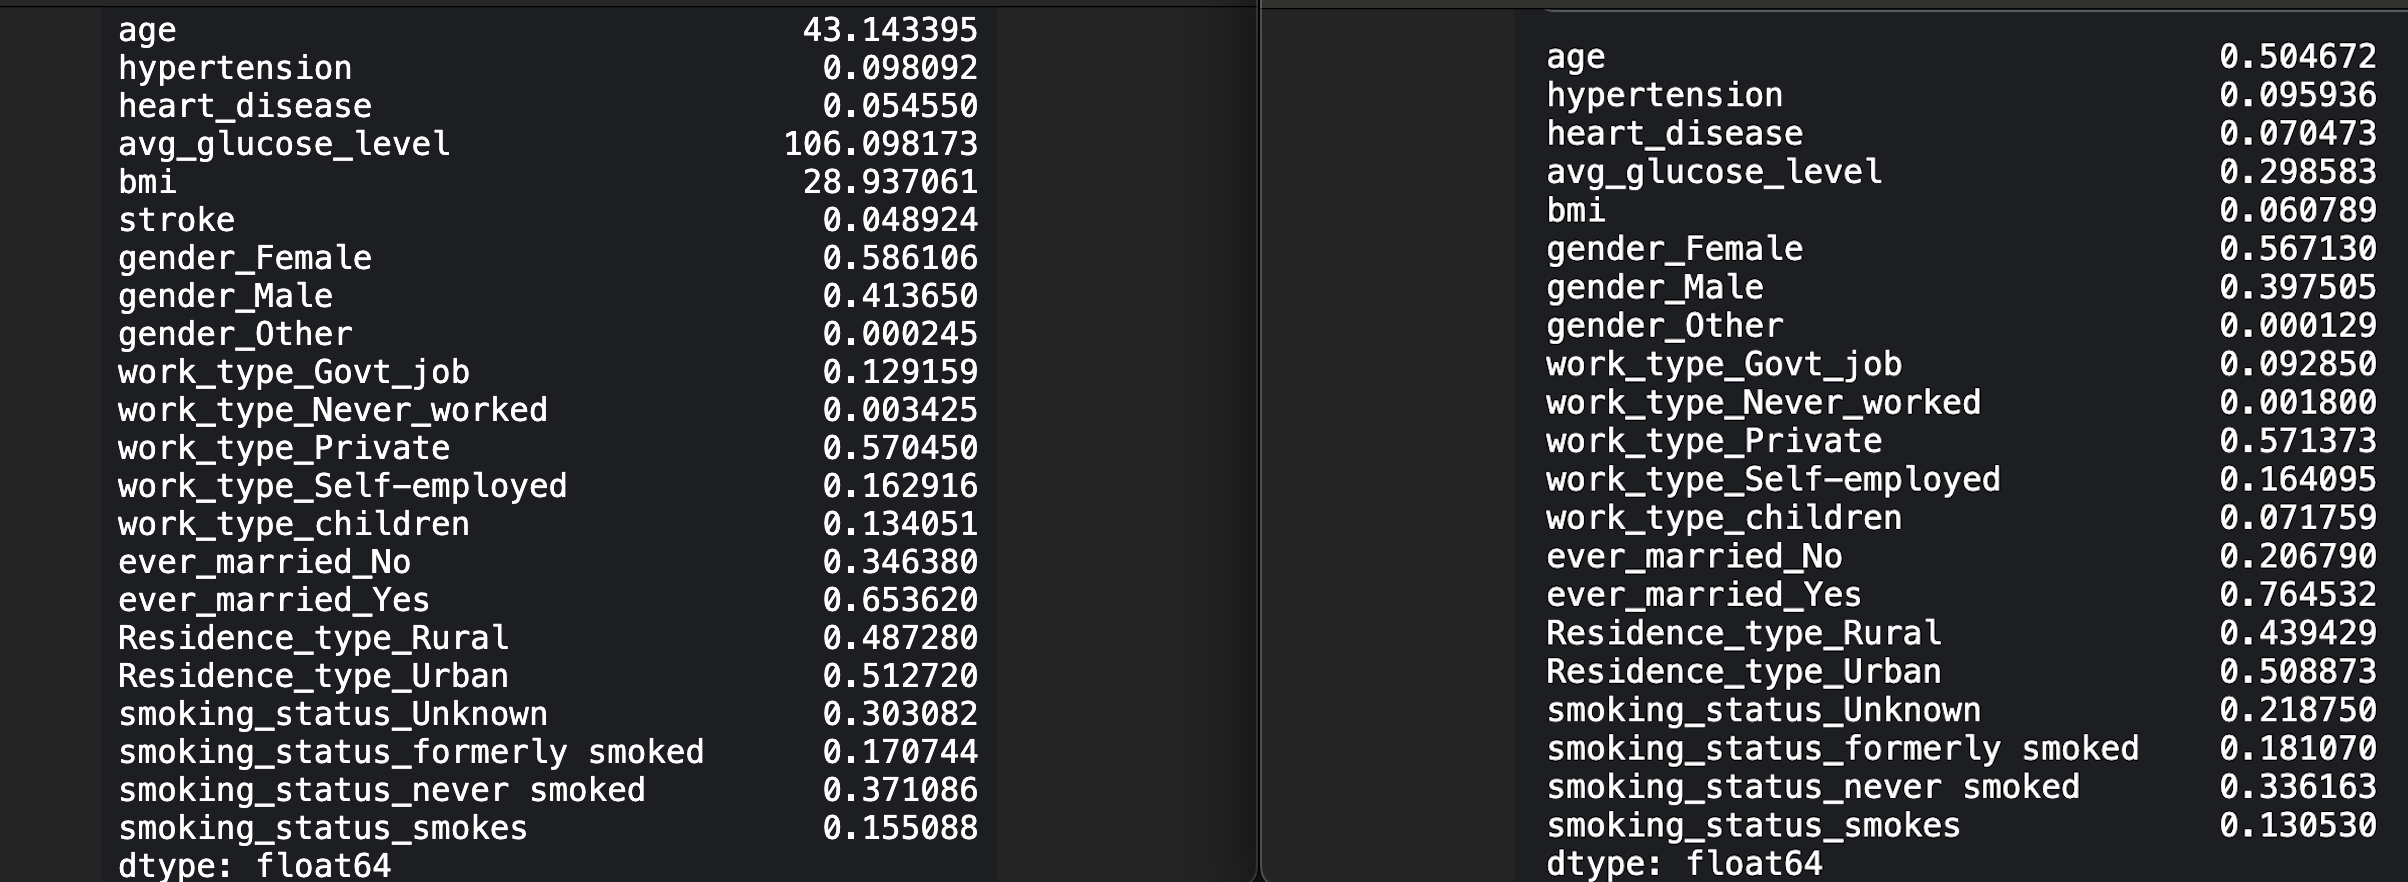 age 43.143395
hypertension 0.098092
heart_disease 0.054550
avg_glucose_level 106.098173
bmi 28.937061
stroke 0.048924
gender_Female 0.586106
gender_Male 0.413650
gender_Other 0.000245
work_type_Govt_job 0.129159
work_type_Never_worked 0.003425
work_type_Private 0.570450
work_type_Self-employed 0.162916
work_type_children 0.134051
ever_married_No 0.346380
ever_married_Yes 0.653620
Residence_type_Rural 0.487280
Residence_type_Urban 0.512720
smoking_status_Unknown 0.303082
smoking_status_formerly smoked 0.170744
smoking_status_never smoked 0.371086
smoking_status_smokes 0.155088
dtype: float64
age 0.504672
hypertension 0.095936
heart_disease 0.070473
avg_glucose_level 0.298583
bmi 0.060789
gender_Female 0.567130
gender_Male 0.397505
gender_Other 0.000129
work_type_Govt_job 0.092850
work_type_Never_worked 0.001800
work_type_Private 0.571373
work_type_Self-employed 0.164095
work_type_children 0.071759
ever_married_No 0.206790
ever_married_Yes 0.764532
Residence_type_Rural 0.439429
Residence_type_Urban 0.508873
smoking_status_Unknown 0.218750
smoking_status_formerly smoked 0.181070
smoking_status_never smoked 0.336163
smoking_status_smokes 0.130530
dtype: float64